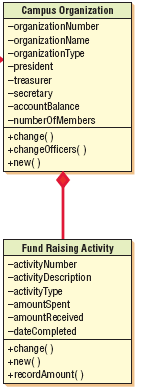 Campus Organization
–organizationNumber
–organizationName
–organizationType
–president
–treasurer
–secretary
–accountBalance
–numberOfMembers
+change( )
+changeOfficers( )
+new( )
Fund Raising Activity
–activityNumber
–activityDescription
–activityType
–amountSpent
–amountReceived
–dateCompleted
+change( )
+new( )
+recordAmount( )